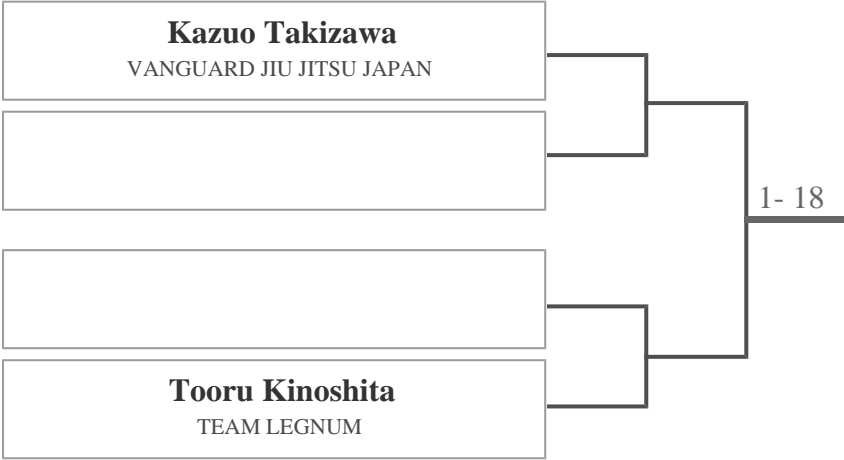 Kazuo Takizawa
VANGUARD JIU JITSU JAPAN
1- 18
Tooru Kinoshita
TEAM LEGNUM